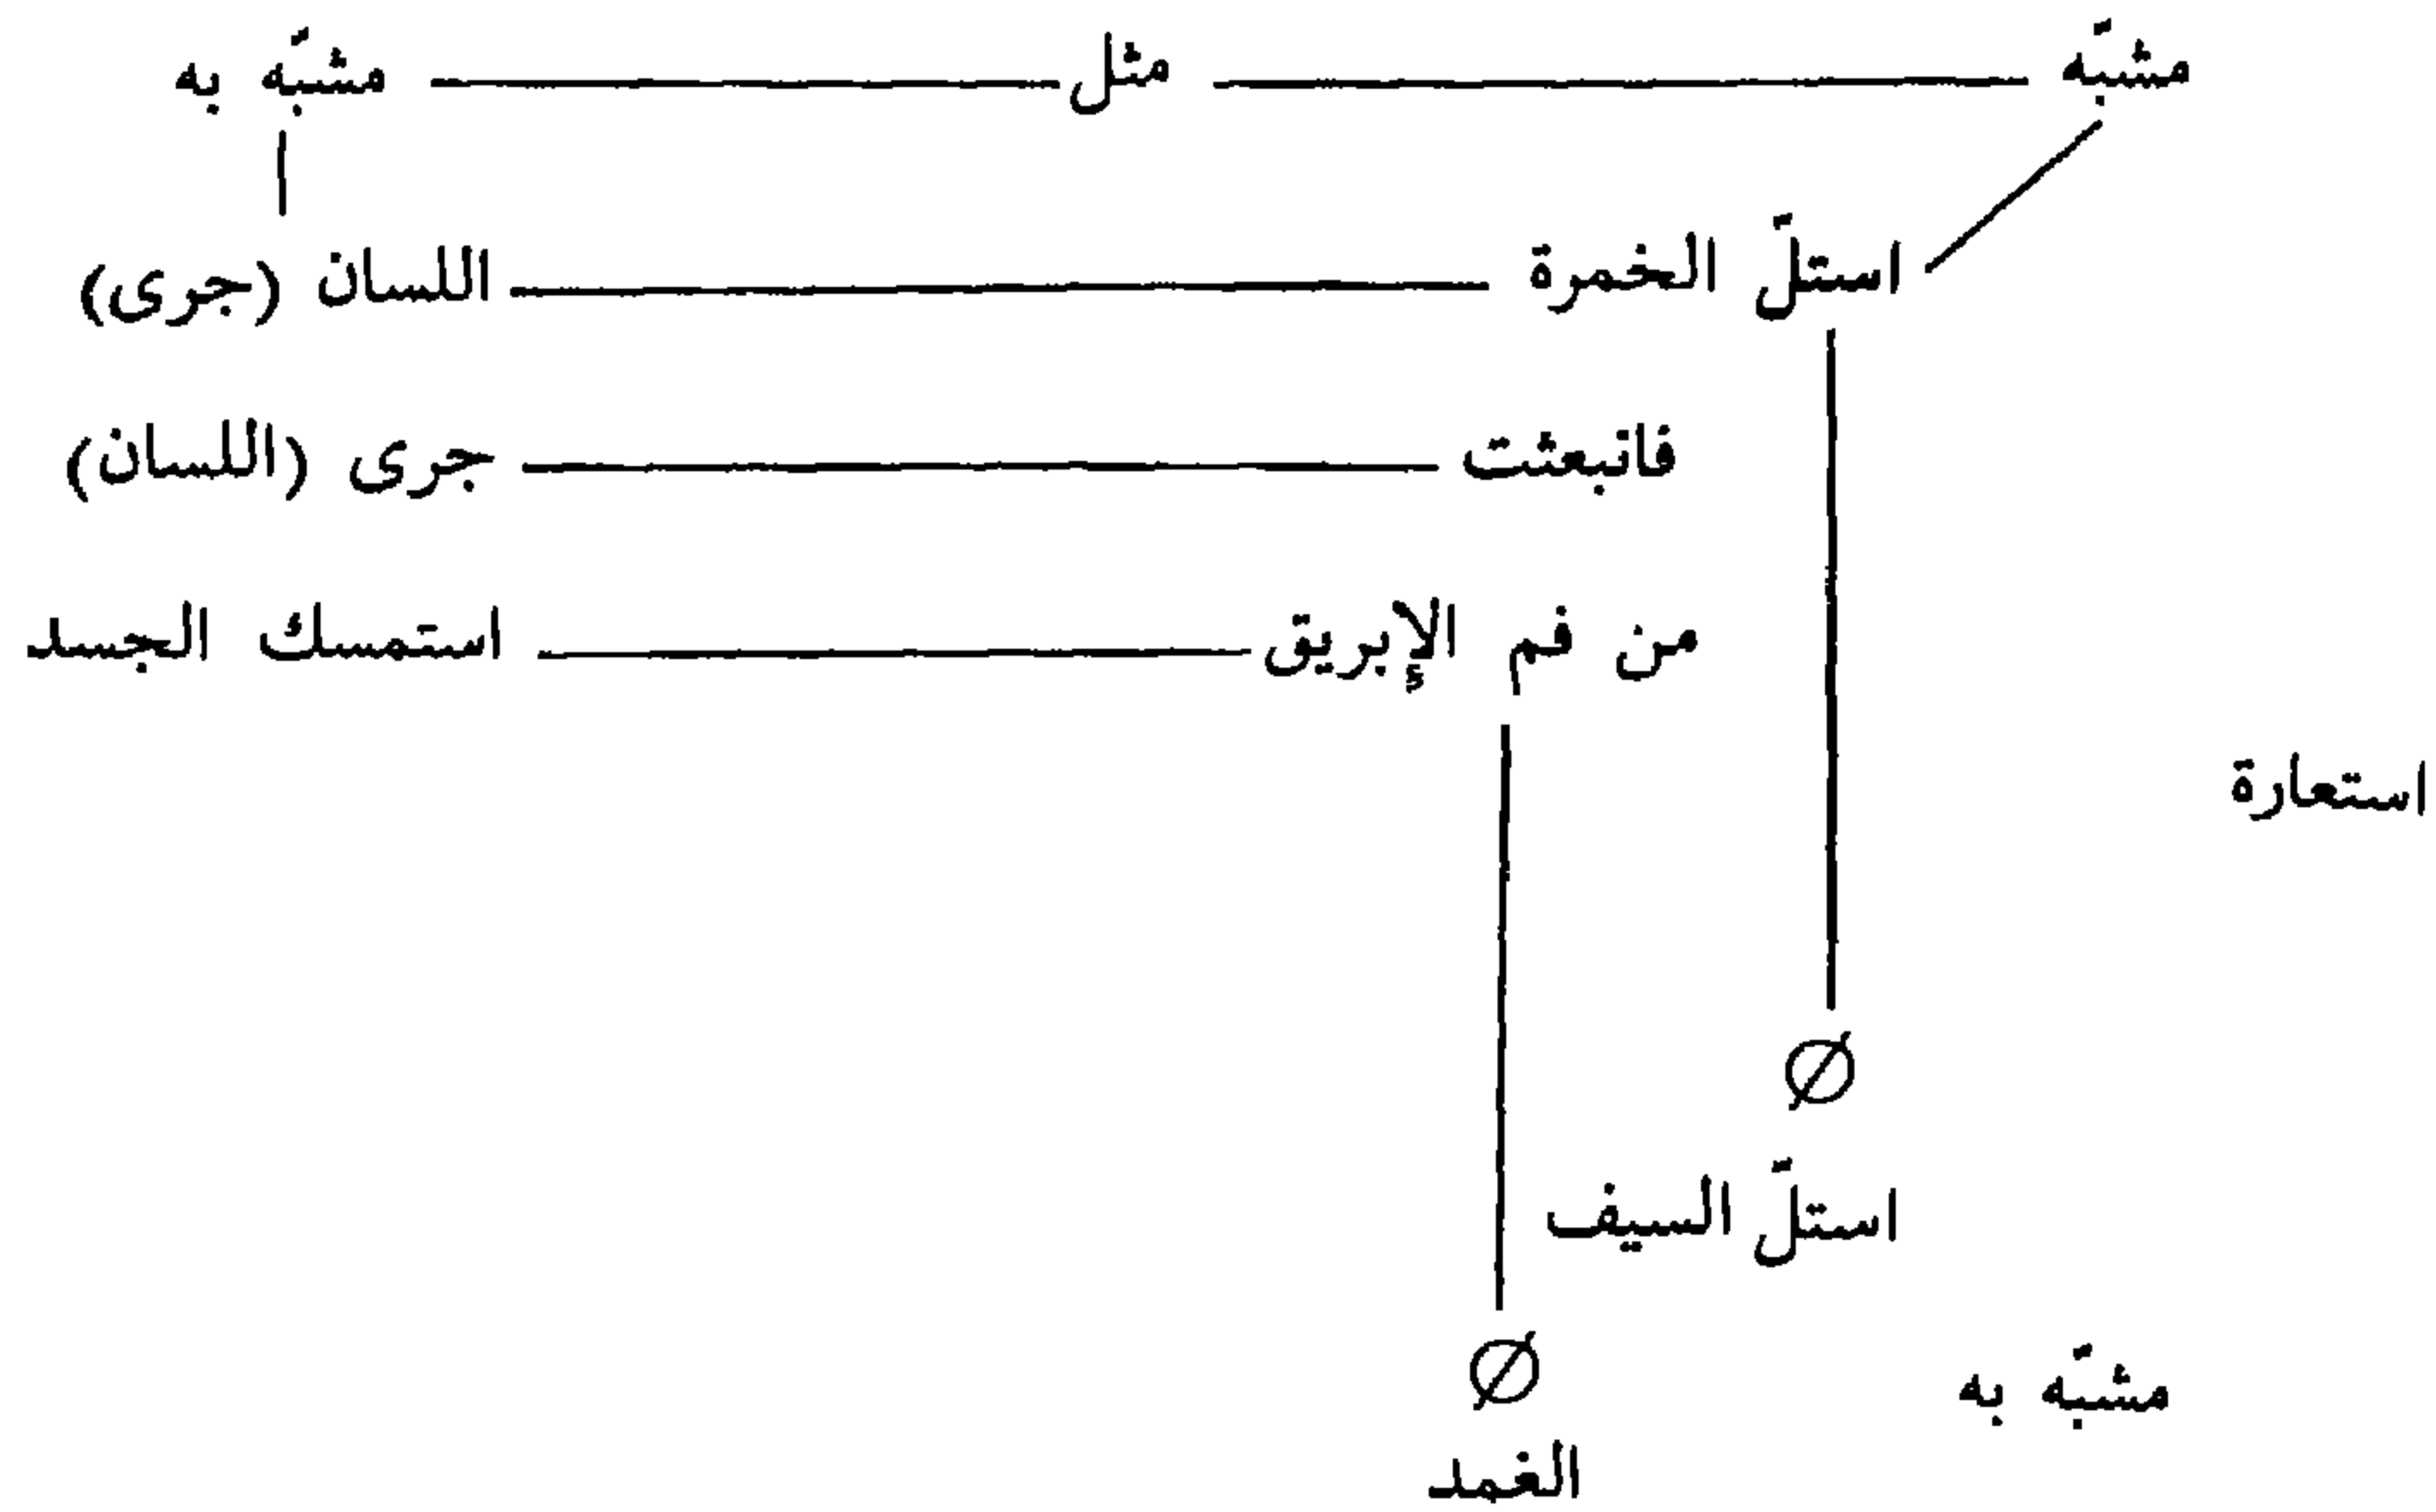 مشبّه مثل مشبّه به
استلّ الخمرة اللسان (جرى)
فانبعثت جرى (اللسان)
من فم الإبريق استمسك الجسد
استعارة
Ø
استلّ السيف
Ø
مشبّه به
الغمد